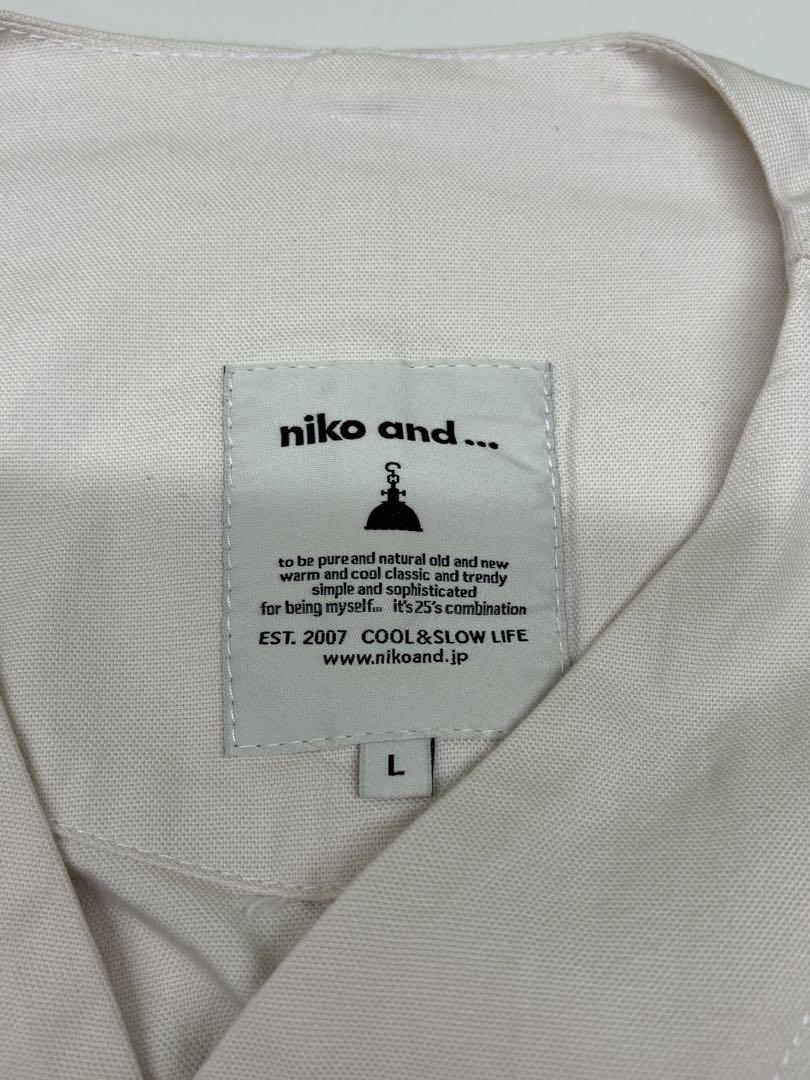 niko and...
to be pure and natural old and new
warm and cool classic and trendy
simple and sophisticated
for being myself... it's 25's combination
EST. 2007 COOL&SLOW LIFE
www.nikoand.jp
L